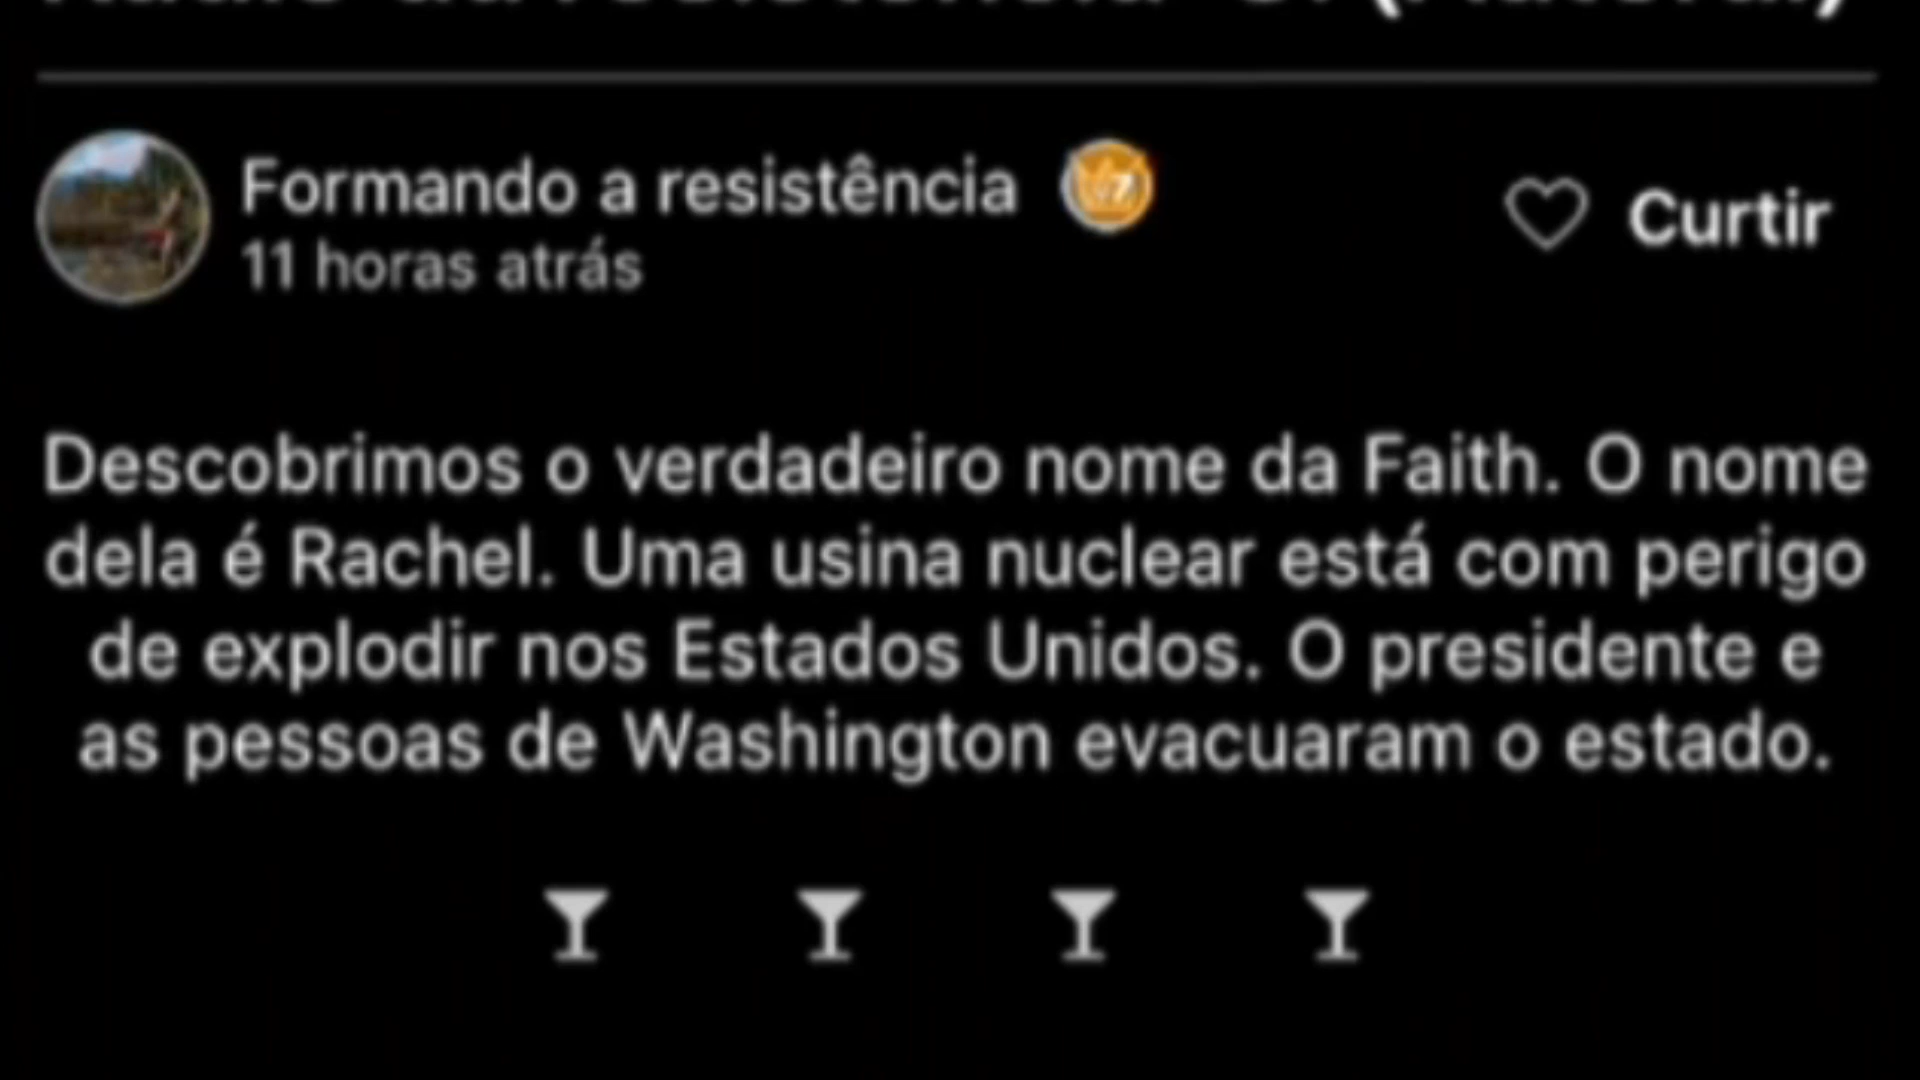 Formando a resistência
11 horas atrás
Curtir
Descobrimos o verdadeiro nome da Faith. O nome
dela é Rachel. Uma usina nuclear está com perigo
de explodir nos Estados Unidos. O presidente e
as pessoas de Washington evacuaram o estado.